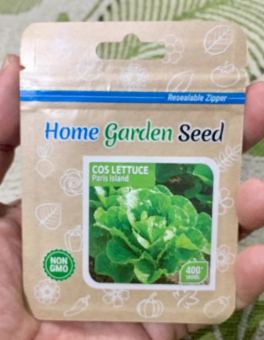 Resealable Zipper
Home Garden Seed
COS LETTUCE
Paris Island
NON
GMO
400+
SEEDS